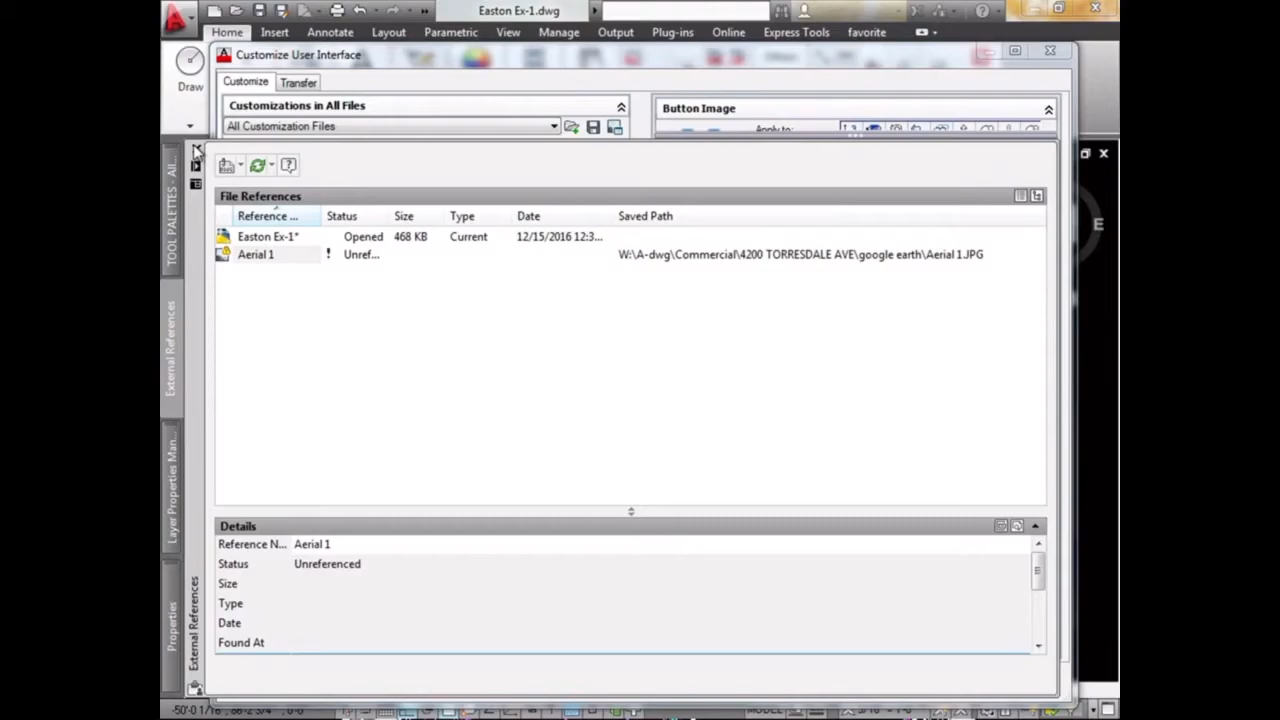 Easton Ex-1.dwg
Home Insert Annotate Layout Parametric View Manage Output Plug-ins Online Express Tools favorite
Customize User Interface
Draw
Customize Transfer
Customizations in All Files
Button Image
All Customization Files
Apply to:
TOOL PALETTES - All...
File References
Reference ... Status Size Type Date Saved Path
Easton Ex-1* Opened 468 KB Current 12/15/2016 12:3...
Aerial 1 ! Unref... W:\A-dwg\Commercial\4200 TORRESDALE AVE\google earth\Aerial 1.JPG
E
External References
Layer Properties Man...
Properties
External References
Details
Reference N... Aerial 1
Status Unreferenced
Size
Type
Date
Found At
MODEL